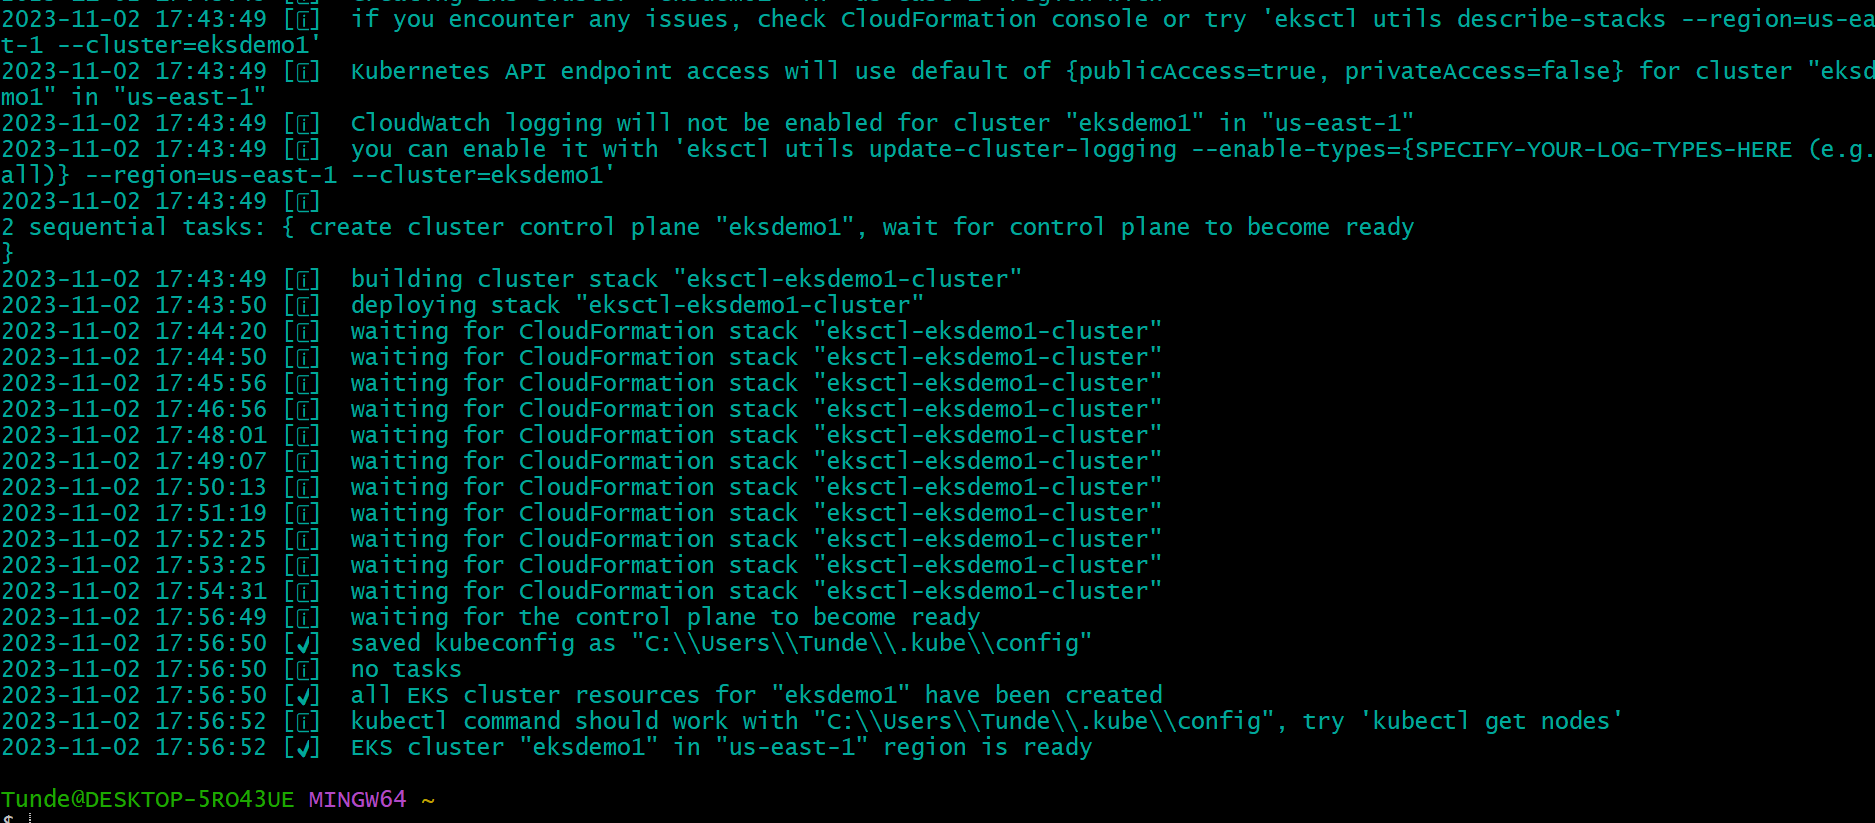 2023-11-02 17:43:49 [i]  if you encounter any issues, check CloudFormation console or try 'eksctl utils describe-stacks --region=us-ea
t-1 --cluster=eksdemo1'
2023-11-02 17:43:49 [i]  Kubernetes API endpoint access will use default of {publicAccess=true, privateAccess=false} for cluster "eksd
mo1" in "us-east-1"
2023-11-02 17:43:49 [i]  CloudWatch logging will not be enabled for cluster "eksdemo1" in "us-east-1"
2023-11-02 17:43:49 [i]  you can enable it with 'eksctl utils update-cluster-logging --enable-types={SPECIFY-YOUR-LOG-TYPES-HERE (e.g.
all)} --region=us-east-1 --cluster=eksdemo1'
2023-11-02 17:43:49 [i]
2 sequential tasks: { create cluster control plane "eksdemo1", wait for control plane to become ready
}
2023-11-02 17:43:49 [i]  building cluster stack "eksctl-eksdemo1-cluster"
2023-11-02 17:43:50 [i]  deploying stack "eksctl-eksdemo1-cluster"
2023-11-02 17:44:20 [i]  waiting for CloudFormation stack "eksctl-eksdemo1-cluster"
2023-11-02 17:44:50 [i]  waiting for CloudFormation stack "eksctl-eksdemo1-cluster"
2023-11-02 17:45:56 [i]  waiting for CloudFormation stack "eksctl-eksdemo1-cluster"
2023-11-02 17:46:56 [i]  waiting for CloudFormation stack "eksctl-eksdemo1-cluster"
2023-11-02 17:48:01 [i]  waiting for CloudFormation stack "eksctl-eksdemo1-cluster"
2023-11-02 17:49:07 [i]  waiting for CloudFormation stack "eksctl-eksdemo1-cluster"
2023-11-02 17:50:13 [i]  waiting for CloudFormation stack "eksctl-eksdemo1-cluster"
2023-11-02 17:51:19 [i]  waiting for CloudFormation stack "eksctl-eksdemo1-cluster"
2023-11-02 17:52:25 [i]  waiting for CloudFormation stack "eksctl-eksdemo1-cluster"
2023-11-02 17:53:25 [i]  waiting for CloudFormation stack "eksctl-eksdemo1-cluster"
2023-11-02 17:54:31 [i]  waiting for CloudFormation stack "eksctl-eksdemo1-cluster"
2023-11-02 17:56:49 [i]  waiting for the control plane to become ready
2023-11-02 17:56:50 [✓]  saved kubeconfig as "C:\\Users\\Tunde\\.kube\\config"
2023-11-02 17:56:50 [i]  no tasks
2023-11-02 17:56:50 [✓]  all EKS cluster resources for "eksdemo1" have been created
2023-11-02 17:56:52 [i]  kubectl command should work with "C:\\Users\\Tunde\\.kube\\config", try 'kubectl get nodes'
2023-11-02 17:56:52 [✓]  EKS cluster "eksdemo1" in "us-east-1" region is ready
Tunde@DESKTOP-5RO43UE MINGW64 ~
$